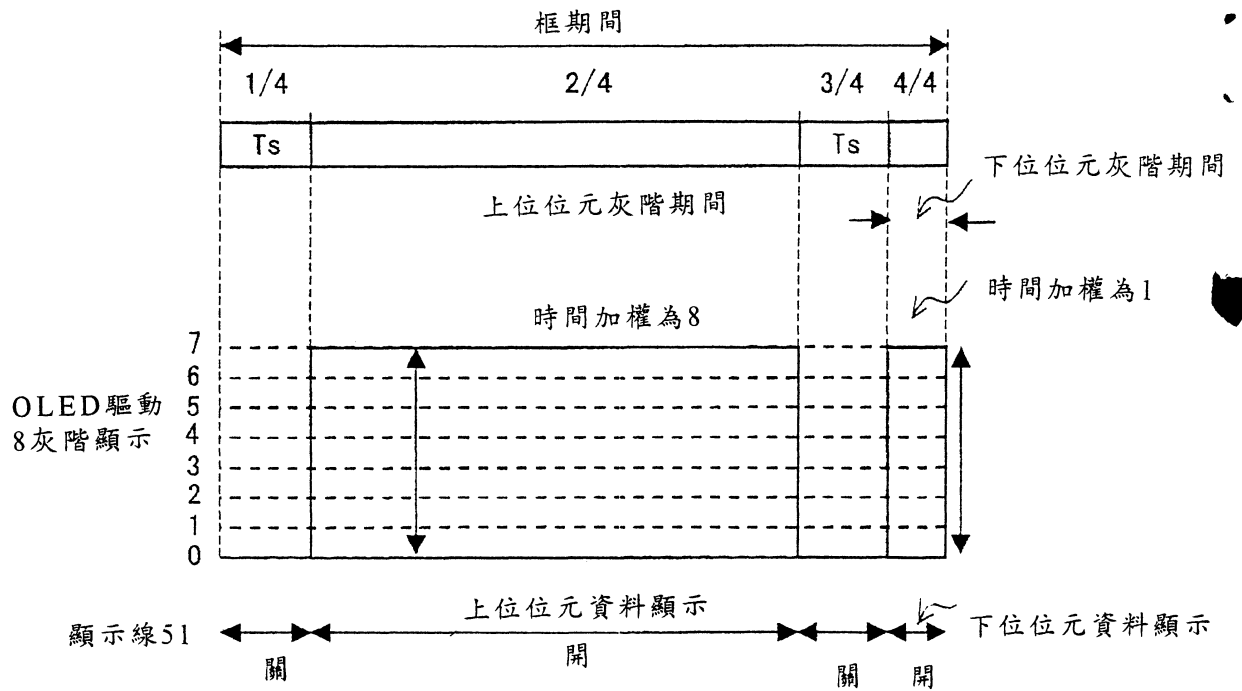 框期間
1/4 2/4 3/4 4/4
Ts Ts
下位位元灰階期間
上位位元灰階期間
時間加權為1
時間加權為8
7
6
OLED驅動 5
8灰階顯示 4
3
2
1
0
上位位元資料顯示
顯示線51 下位位元資料顯示
關 開 關 開